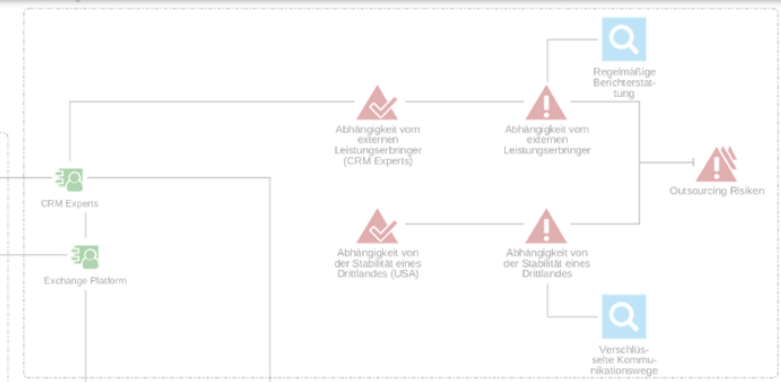 Regelmäßige
Berichterstat-
tung
Abhängigkeit vom
externen
Leistungserbringer
(CRM Experts)
Abhängigkeit vom
externen
Leistungserbringer
Outsourcing Risiken
CRM Experts
Exchange Platform
Abhängigkeit von
der Stabilität eines
Drittlandes (USA)
Abhängigkeit von
der Stabilität eines
Drittlandes
Verschlüs-
selte Kommu-
nikationswege